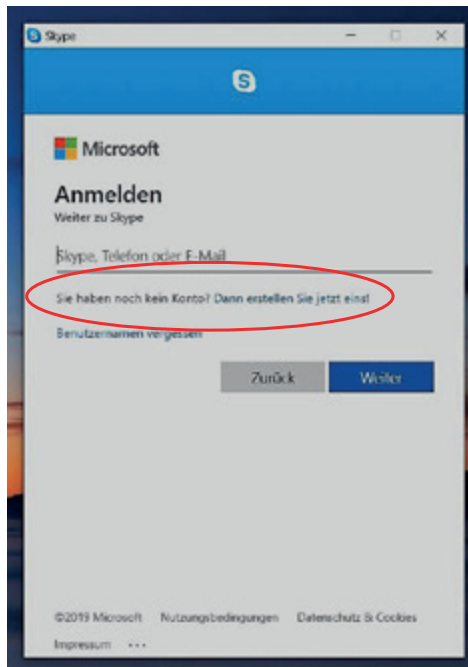 Skype
Microsoft
Anmelden
Weiter zu Skype
Skype, Telefon oder E-Mail
Sie haben noch kein Konto? Dann erstellen Sie jetzt eins!
Benutzernamen vergessen
Zurück Weiter
©2019 Microsoft Nutzungsbedingungen Datenschutz & Cookies
Impressum ...